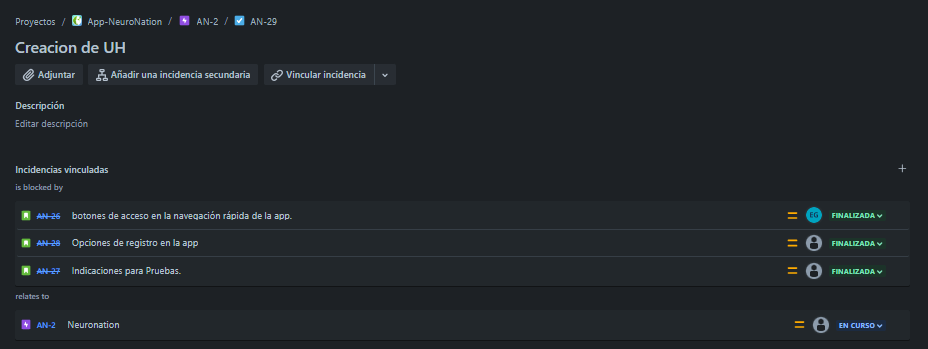 Proyectos / App-NeuroNation / AN-2 / AN-29
Creacion de UH
Adjuntar Añadir una incidencia secundaria Vincular incidencia
Descripción
Editar descripción
Incidencias vinculadas
is blocked by
AN-26 botones de acceso en la navegación rápida de la app. EG FINALIZADA
AN-28 Opciones de registro en la app FINALIZADA
AN-27 Indicaciones para Pruebas. FINALIZADA
relates to
AN-2 Neuronation EN CURSO